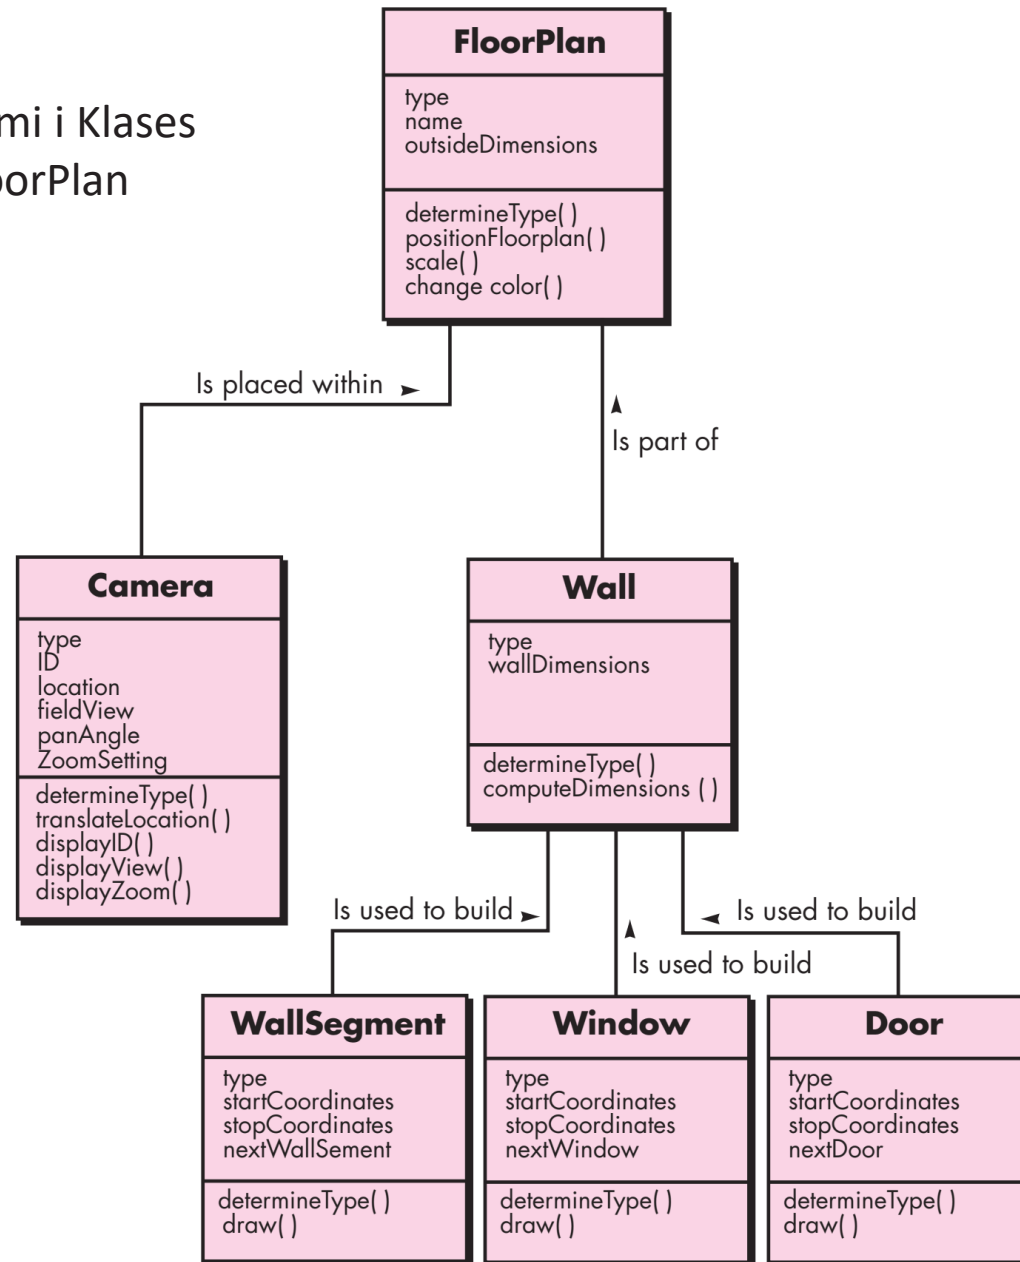 mi i Klases
orPlan
FloorPlan
type
name
outsideDimensions
determineType( )
positionFloorplan( )
scale( )
change color( )
Is placed within
Is part of
Camera
type
ID
location
fieldView
panAngle
ZoomSetting
determineType( )
translateLocation( )
displayID( )
displayView( )
displayZoom( )
Wall
type
wallDimensions
determineType( )
computeDimensions ( )
Is used to build
Is used to build
Is used to build
WallSegment
type
startCoordinates
stopCoordinates
nextWallSement
determineType( )
draw( )
Window
type
startCoordinates
stopCoordinates
nextWindow
determineType( )
draw( )
Door
type
startCoordinates
stopCoordinates
nextDoor
determineType( )
draw( )